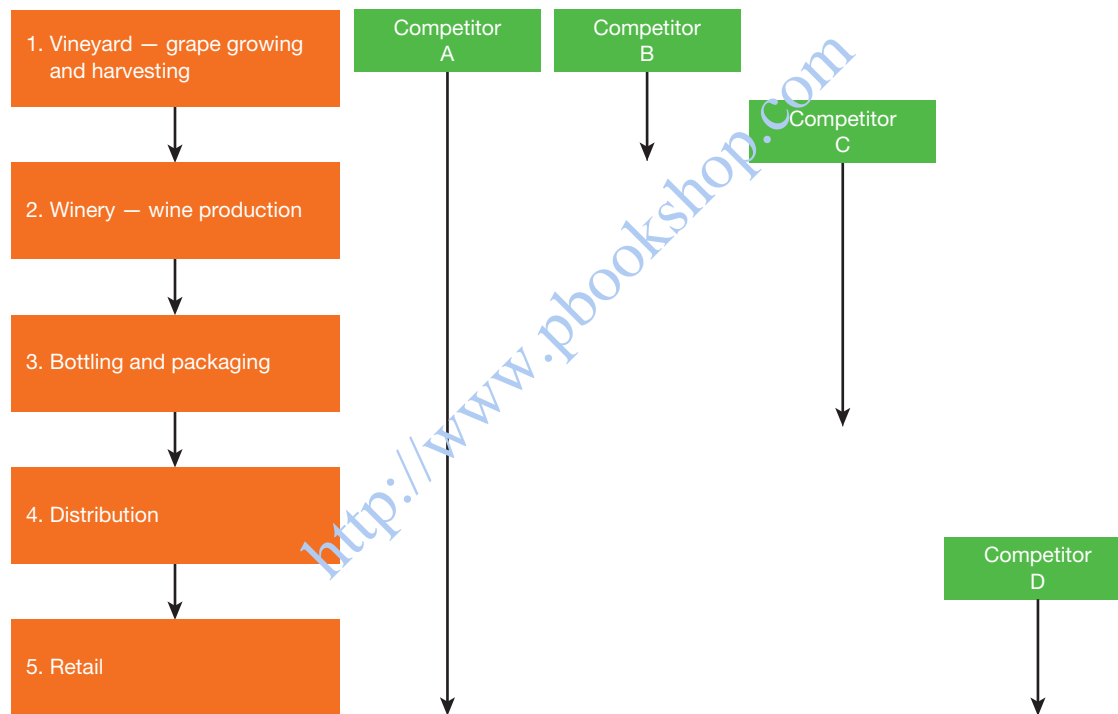 1. Vineyard — grape growing
and harvesting
Competitor
A
Competitor
B
Competitor
C
2. Winery — wine production
3. Bottling and packaging
4. Distribution
Competitor
D
5. Retail
http://www.pbookshop.com